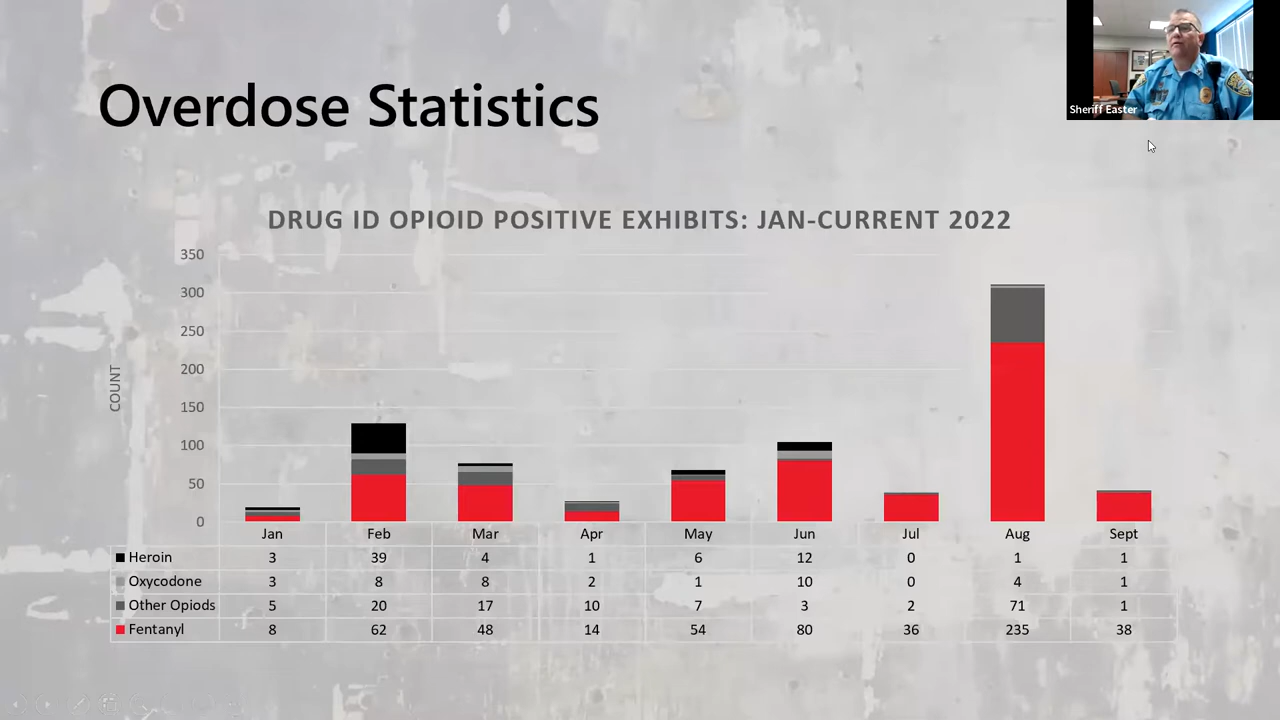 Sheriff Easter
Overdose Statistics
DRUG ID OPIOID POSITIVE EXHIBITS: JAN-CURRENT 2022
350
300
250
200
150
100
50
0
COUNT
Jan Feb Mar Apr May Jun Jul Aug Sept
Heroin 3 39 4 1 6 12 0 1 1
Oxycodone 3 8 8 2 1 10 0 4 1
Other Opiods 5 20 17 10 7 3 2 71 1
Fentanyl 8 62 48 14 54 80 36 235 38